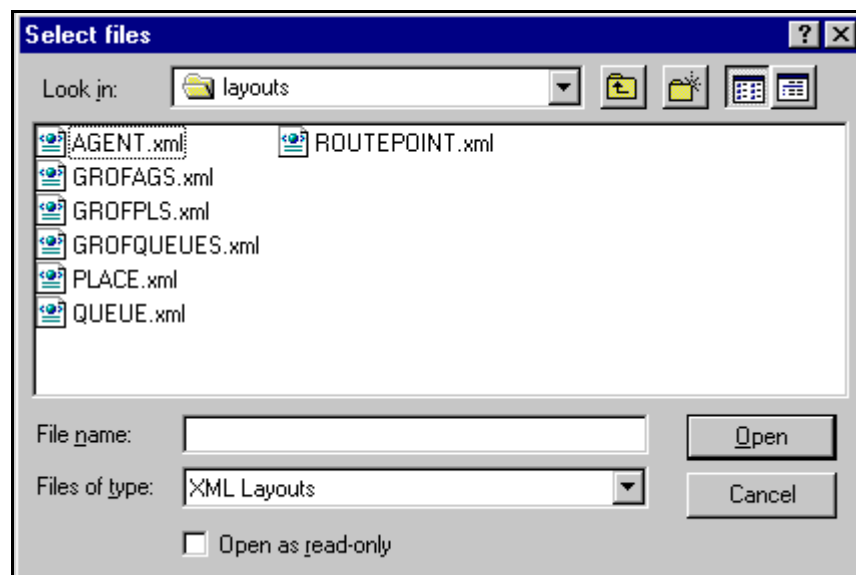 Select files
Look in: layouts
AGENT.xml ROUTEPOINT.xml
GROFAGS.xml
GROFPLS.xml
GROFQUEUES.xml
PLACE.xml
QUEUE.xml
File name: Open
Files of type: XML Layouts Cancel
Open as read-only